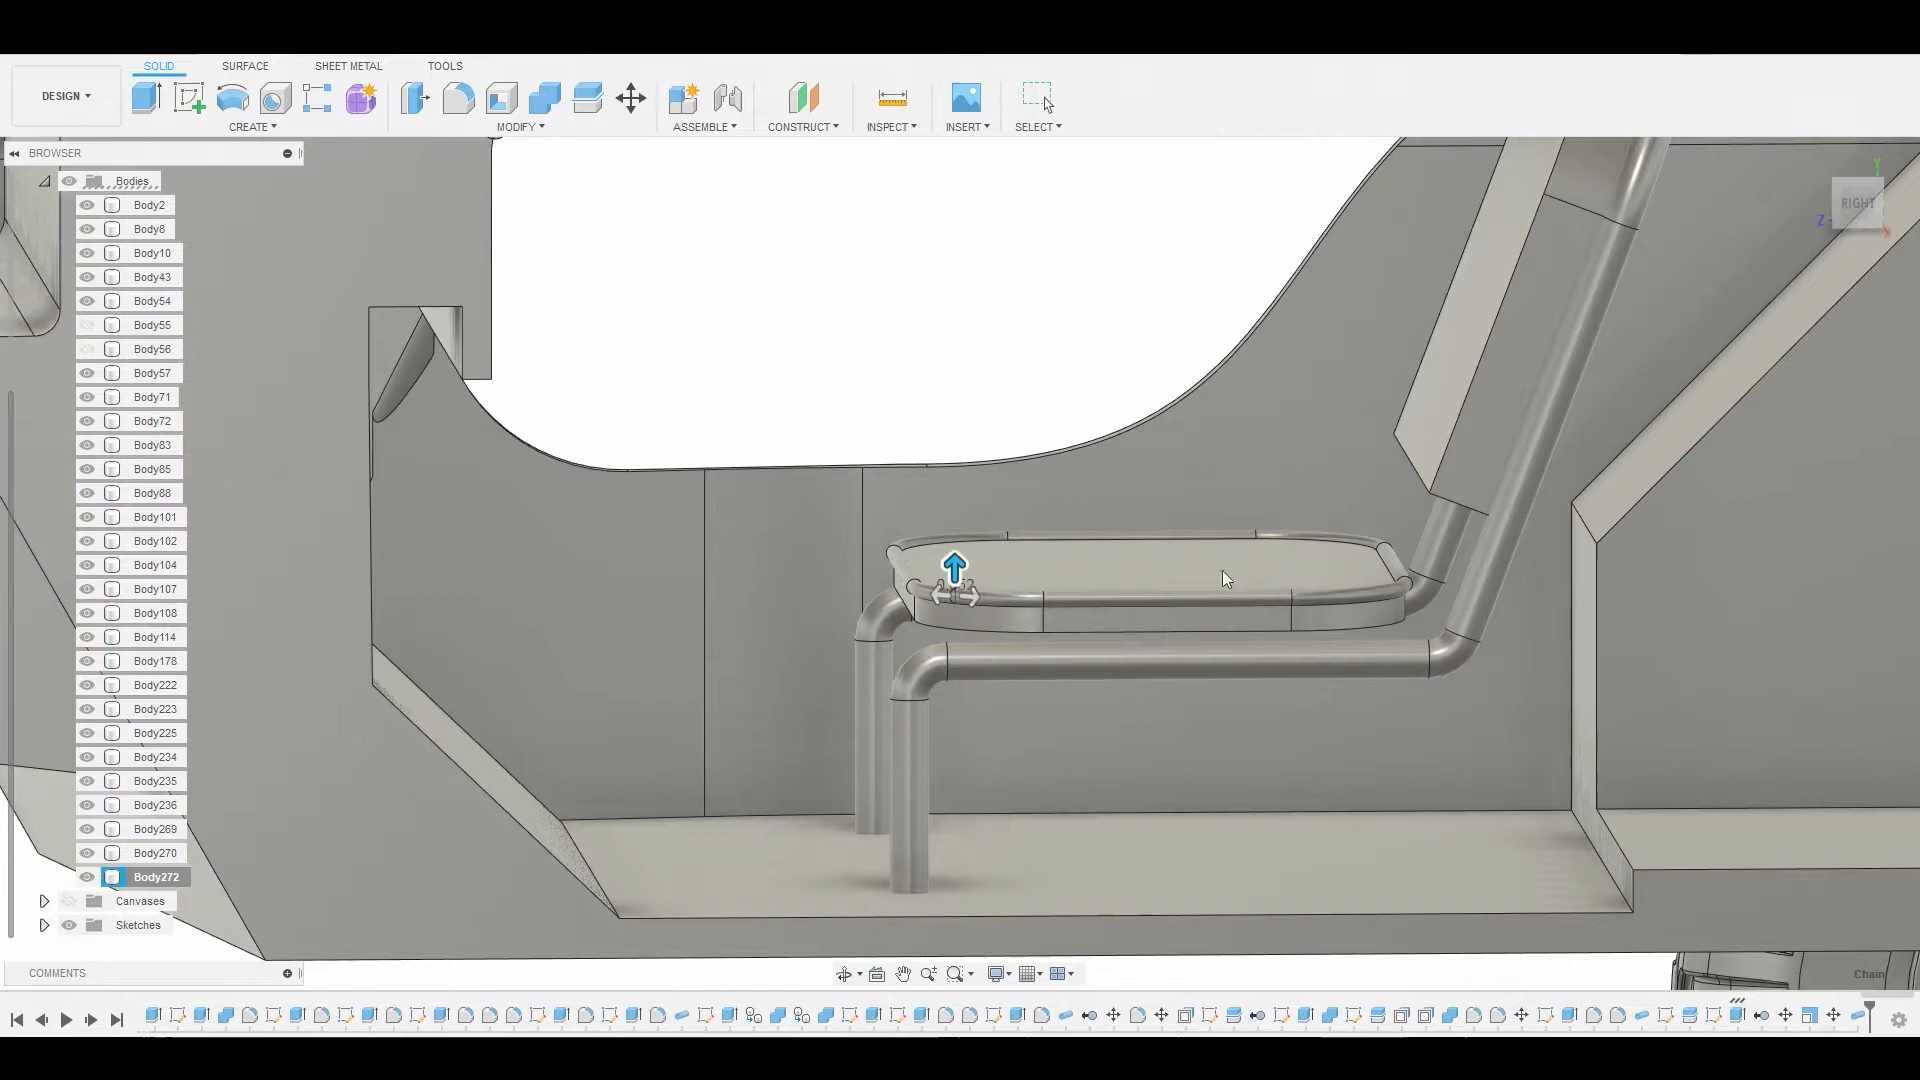 SOLID SURFACE SHEET METAL TOOLS
DESIGN
CREATE MODIFY ASSEMBLE CONSTRUCT INSPECT INSERT SELECT
BROWSER
Bodies
Body2
Body8
Body10
Body43
Body54
Body55
Body56
Body57
Body71
Body72
Body83
Body85
Body88
Body101
Body102
Body104
Body107
Body108
Body114
Body178
Body222
Body223
Body225
Body234
Body235
Body236
Body269
Body270
Body272
Canvases
Sketches
COMMENTS
Y
RIGHT
Z
X
Chain